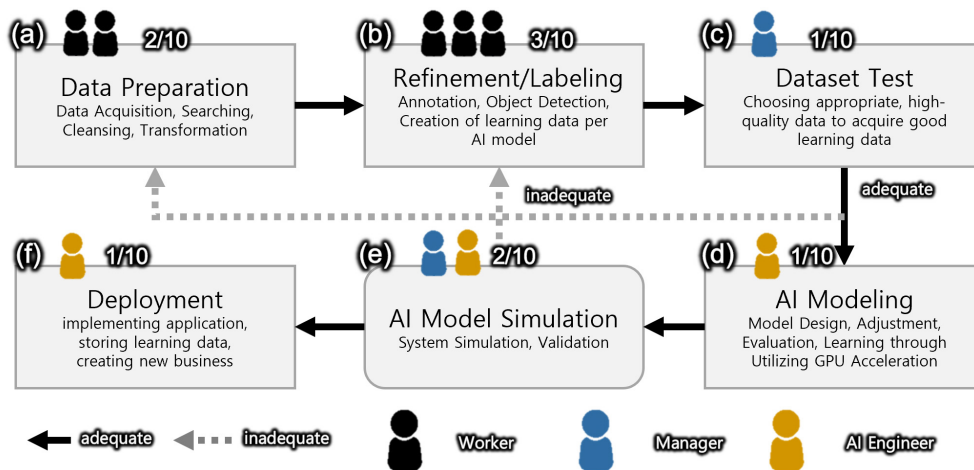 (a) 2/10
Data Preparation
Data Acquisition, Searching,
Cleansing, Transformation
(b) 3/10
Refinement/Labeling
Annotation, Object Detection,
Creation of learning data per
AI model
(c) 1/10
Dataset Test
Choosing appropriate, high-
quality data to acquire good
learning data
inadequate
adequate
(f) 1/10
Deployment
implementing application,
storing learning data,
creating new business
(e) 2/10
AI Model Simulation
System Simulation, Validation
(d) 1/10
AI Modeling
Model Design, Adjustment,
Evaluation, Learning through
Utilizing GPU Acceleration
adequate
inadequate
Worker
Manager
AI Engineer